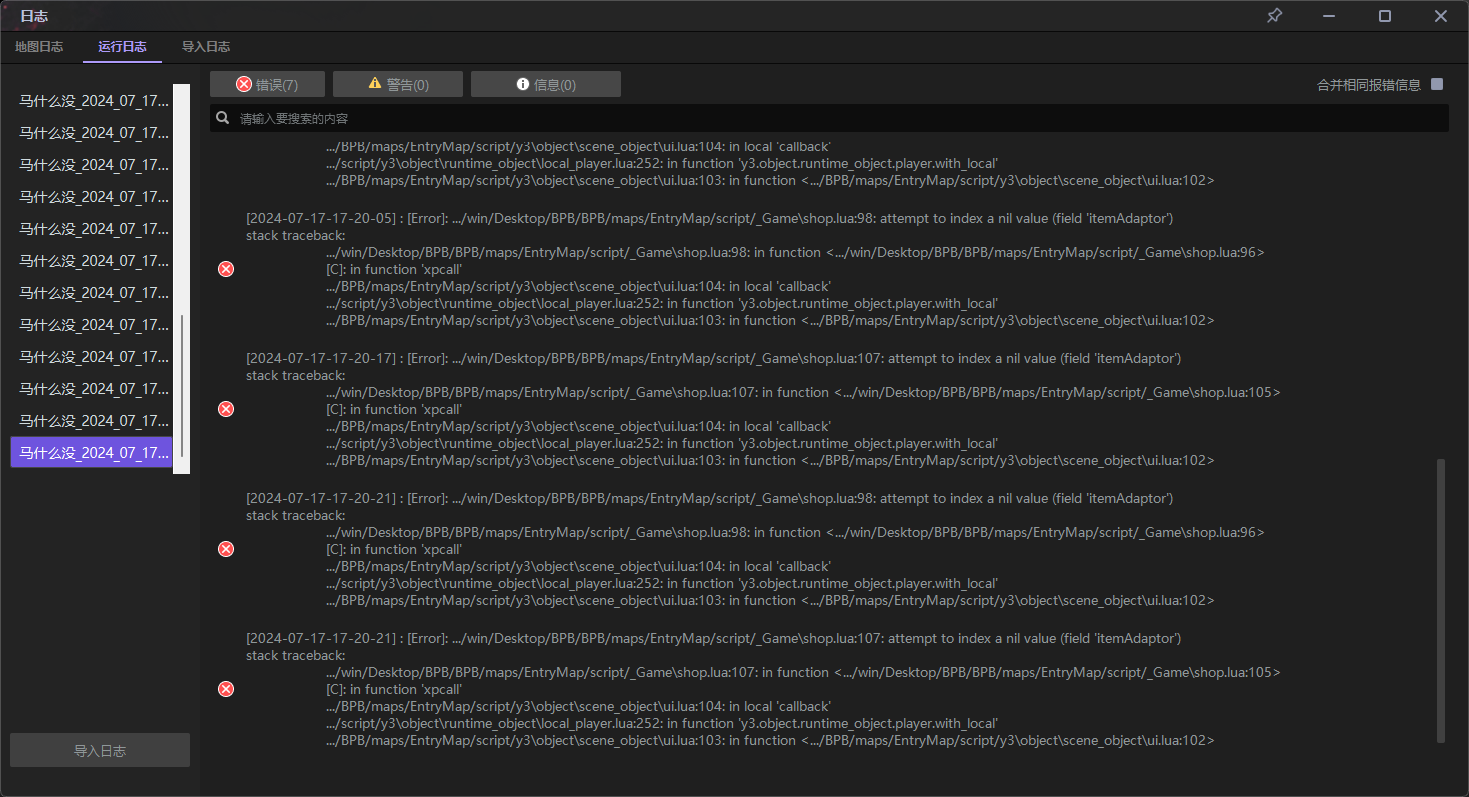 日志
地图日志 运行日志 导入日志
错误(7) 警告(0) 信息(0) 合并相同报错信息
请输入要搜索的内容
马什么没_2024_07_17...
马什么没_2024_07_17...
马什么没_2024_07_17...
马什么没_2024_07_17...
马什么没_2024_07_17...
马什么没_2024_07_17...
马什么没_2024_07_17...
马什么没_2024_07_17...
马什么没_2024_07_17...
马什么没_2024_07_17...
马什么没_2024_07_17...
马什么没_2024_07_17...
导入日志
.../BPB/maps/EntryMap/script/y3\object\scene_object\ui.lua:104: in local 'callback'
.../script/y3\object\runtime_object\local_player.lua:252: in function 'y3.object.runtime_object.player.with_local'
.../BPB/maps/EntryMap/script/y3\object\scene_object\ui.lua:103: in function <.../BPB/maps/EntryMap/script/y3\object\scene_object\ui.lua:102>
[2024-07-17-17-20-05] : [Error]: .../win/Desktop/BPB/BPB/maps/EntryMap/script/_Game\shop.lua:98: attempt to index a nil value (field 'itemAdaptor')
stack traceback:
.../win/Desktop/BPB/BPB/maps/EntryMap/script/_Game\shop.lua:98: in function <.../win/Desktop/BPB/BPB/maps/EntryMap/script/_Game\shop.lua:96>
[C]: in function 'xpcall'
.../BPB/maps/EntryMap/script/y3\object\scene_object\ui.lua:104: in local 'callback'
.../script/y3\object\runtime_object\local_player.lua:252: in function 'y3.object.runtime_object.player.with_local'
.../BPB/maps/EntryMap/script/y3\object\scene_object\ui.lua:103: in function <.../BPB/maps/EntryMap/script/y3\object\scene_object\ui.lua:102>
[2024-07-17-17-20-17] : [Error]: .../win/Desktop/BPB/BPB/maps/EntryMap/script/_Game\shop.lua:107: attempt to index a nil value (field 'itemAdaptor')
stack traceback:
.../win/Desktop/BPB/BPB/maps/EntryMap/script/_Game\shop.lua:107: in function <.../win/Desktop/BPB/BPB/maps/EntryMap/script/_Game\shop.lua:105>
[C]: in function 'xpcall'
.../BPB/maps/EntryMap/script/y3\object\scene_object\ui.lua:104: in local 'callback'
.../script/y3\object\runtime_object\local_player.lua:252: in function 'y3.object.runtime_object.player.with_local'
.../BPB/maps/EntryMap/script/y3\object\scene_object\ui.lua:103: in function <.../BPB/maps/EntryMap/script/y3\object\scene_object\ui.lua:102>
[2024-07-17-17-20-21] : [Error]: .../win/Desktop/BPB/BPB/maps/EntryMap/script/_Game\shop.lua:98: attempt to index a nil value (field 'itemAdaptor')
stack traceback:
.../win/Desktop/BPB/BPB/maps/EntryMap/script/_Game\shop.lua:98: in function <.../win/Desktop/BPB/BPB/maps/EntryMap/script/_Game\shop.lua:96>
[C]: in function 'xpcall'
.../BPB/maps/EntryMap/script/y3\object\scene_object\ui.lua:104: in local 'callback'
.../script/y3\object\runtime_object\local_player.lua:252: in function 'y3.object.runtime_object.player.with_local'
.../BPB/maps/EntryMap/script/y3\object\scene_object\ui.lua:103: in function <.../BPB/maps/EntryMap/script/y3\object\scene_object\ui.lua:102>
[2024-07-17-17-20-21] : [Error]: .../win/Desktop/BPB/BPB/maps/EntryMap/script/_Game\shop.lua:107: attempt to index a nil value (field 'itemAdaptor')
stack traceback:
.../win/Desktop/BPB/BPB/maps/EntryMap/script/_Game\shop.lua:107: in function <.../win/Desktop/BPB/BPB/maps/EntryMap/script/_Game\shop.lua:105>
[C]: in function 'xpcall'
.../BPB/maps/EntryMap/script/y3\object\scene_object\ui.lua:104: in local 'callback'
.../script/y3\object\runtime_object\local_player.lua:252: in function 'y3.object.runtime_object.player.with_local'
.../BPB/maps/EntryMap/script/y3\object\scene_object\ui.lua:103: in function <.../BPB/maps/EntryMap/script/y3\object\scene_object\ui.lua:102>